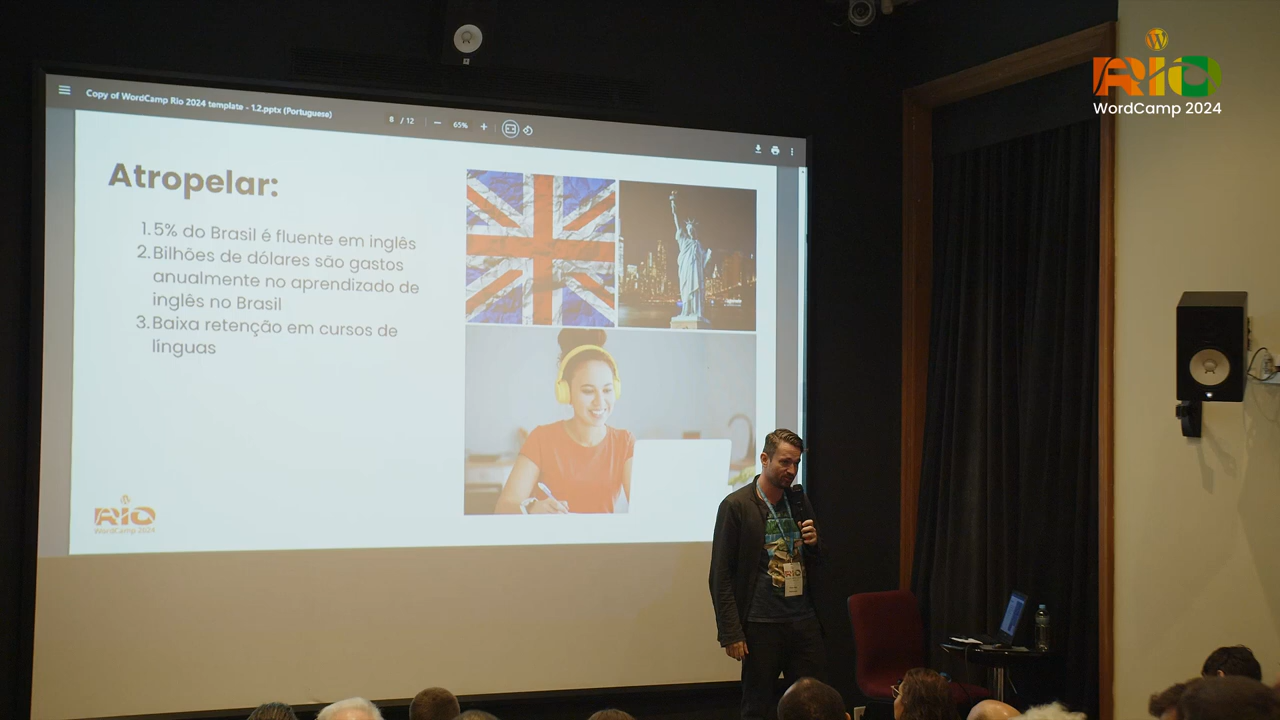 Copy of WordCamp Rio 2024 template - 1.2.pptx (Portuguese)
8 / 12
65%
Atropelar:
1. 5% do Brasil é fluente em inglês
2. Bilhões de dólares são gastos
anualmente no aprendizado de
inglês no Brasil
3. Baixa retenção em cursos de
línguas
RIO
WordCamp 2024
RIO
WordCamp 2024
RIO